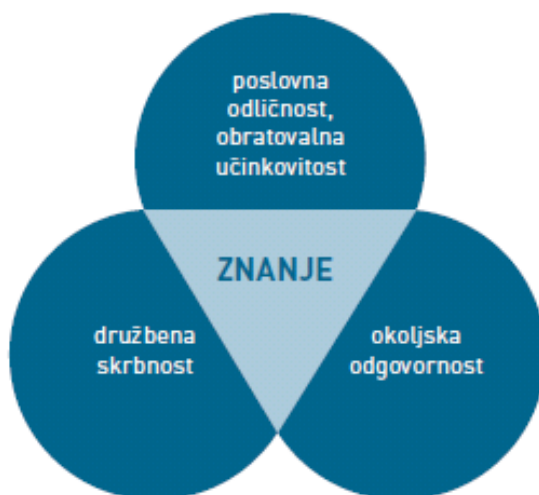 poslovna
odličnost,
obratovalna
učinkovitost
ZNANJE
družbena
skrbnost
okoljska
odgovornost